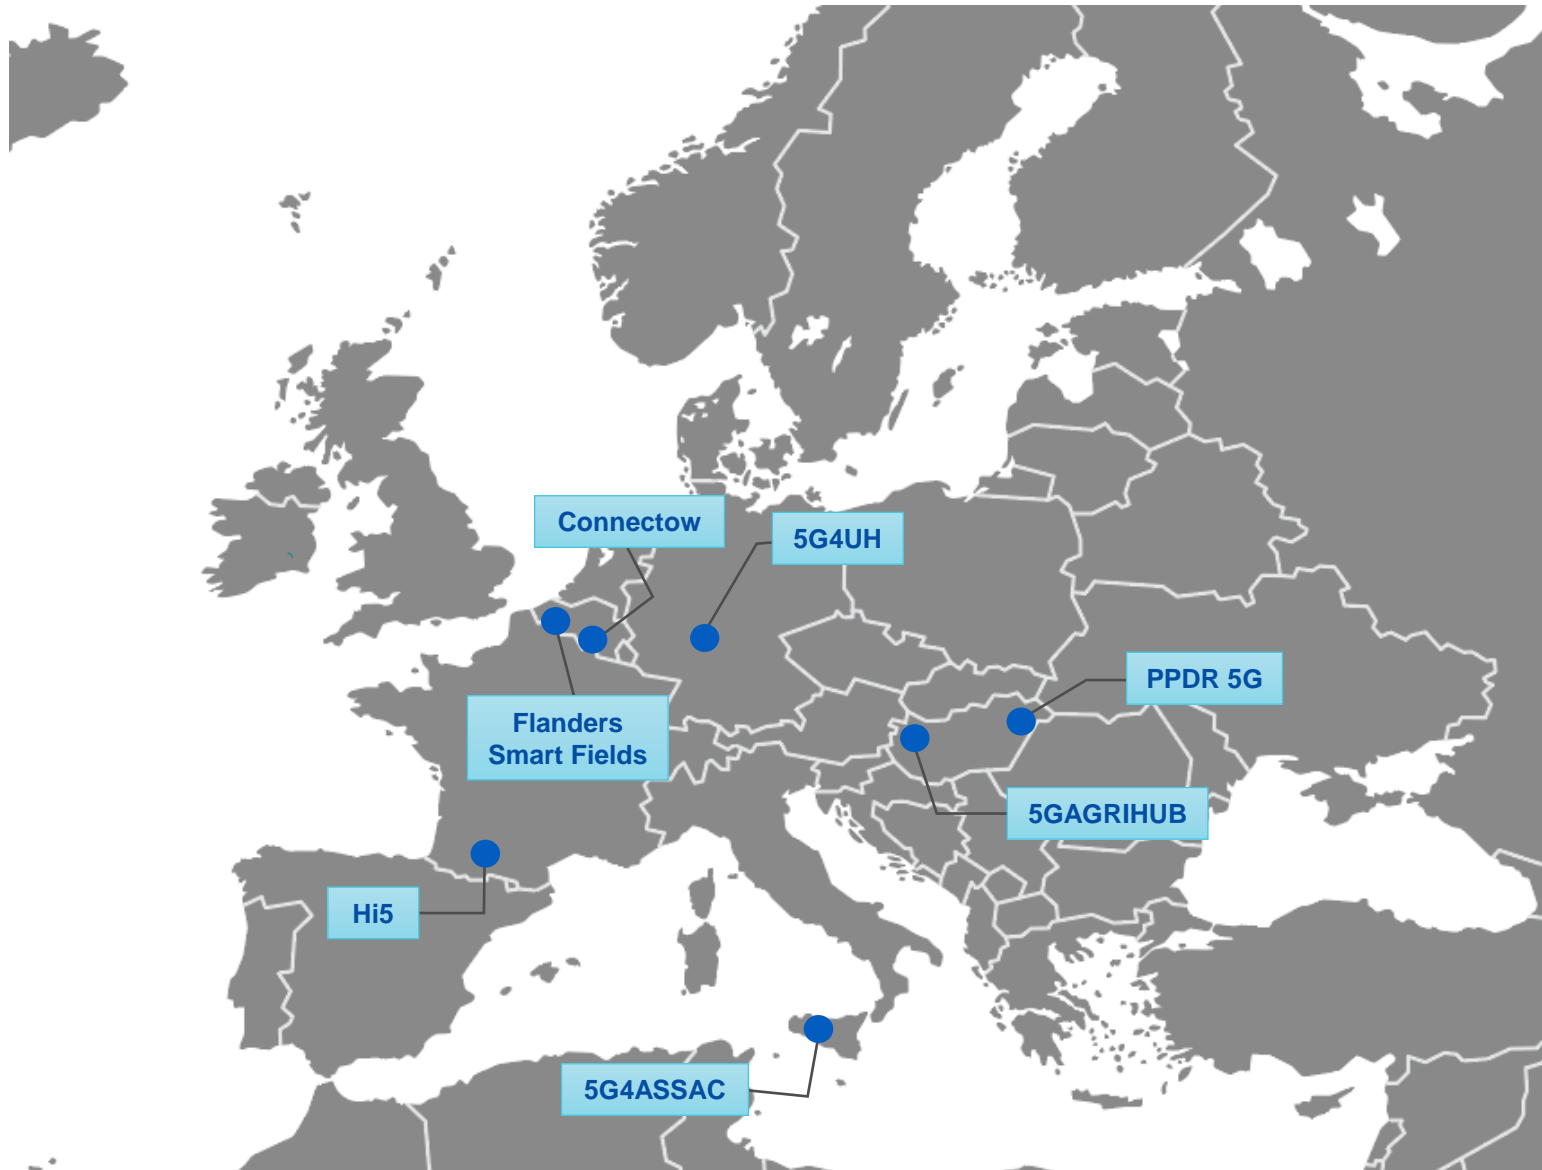 Connectow
5G4UH
PPDR 5G
Flanders
Smart Fields
5GAGRIHUB
Hi5
5G4ASSAC